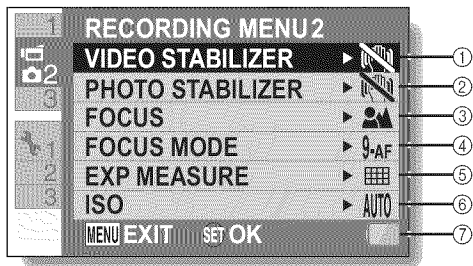 1 RECORDING MENU 2
VIDEO STABILIZER ①
2 PHOTO STABILIZER ②
3 FOCUS ③
1 FOCUS MODE 9-AF ④
2 EXP MEASURE ⑤
3 ISO AUTO ⑥
MENU EXIT SET OK ⑦